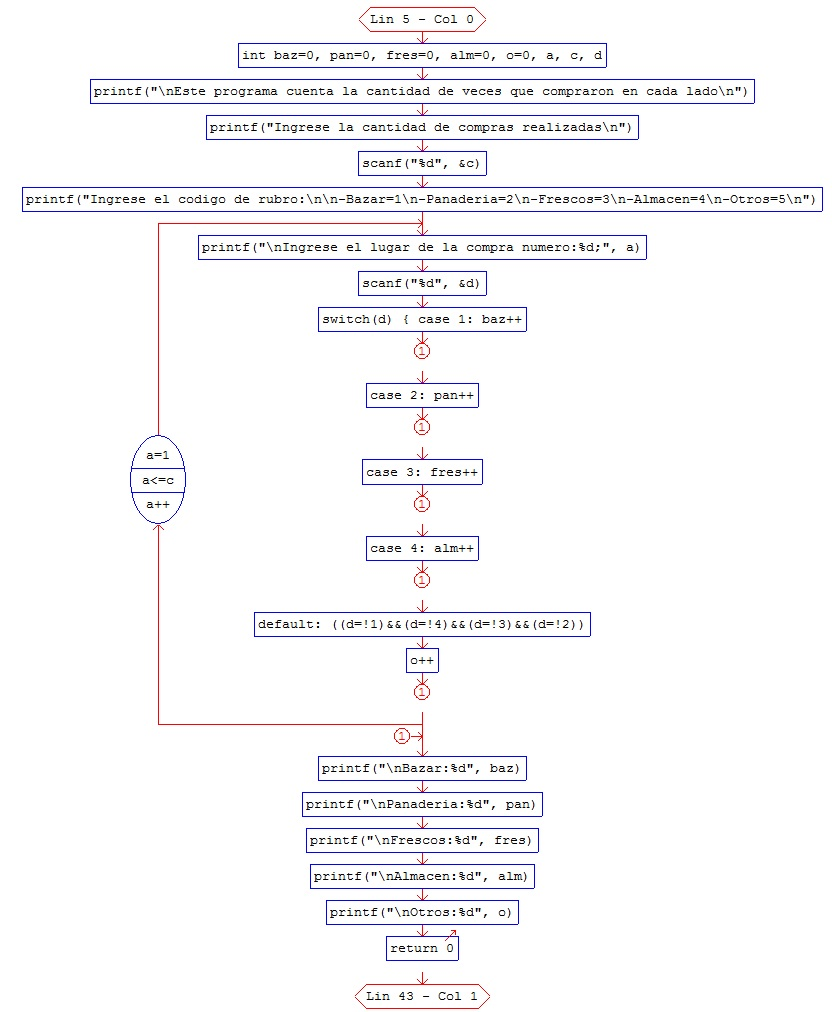 Lin 5 - Col 0
int baz=0, pan=0, fres=0, alm=0, o=0, a, c, d
printf("\nEste programa cuenta la cantidad de veces que compraron en cada lado\n")
printf("Ingrese la cantidad de compras realizadas\n")
scanf("%d", &c)
printf("Ingrese el codigo de rubro:\n\n-Bazar=1\n-Panaderia=2\n-Frescos=3\n-Almacen=4\n-Otros=5\n")
printf("\nIngrese el lugar de la compra numero:%d;", a)
scanf("%d", &d)
switch(d) { case 1: baz++
1
case 2: pan++
1
a=1
a<=c
a++
case 3: fres++
1
case 4: alm++
1
default: ((d=!1)&&(d=!4)&&(d=!3)&&(d=!2))
o++
1
1
printf("\nBazar:%d", baz)
printf("\nPanaderia:%d", pan)
printf("\nFrescos:%d", fres)
printf("\nAlmacen:%d", alm)
printf("\nOtros:%d", o)
return 0
Lin 43 - Col 1